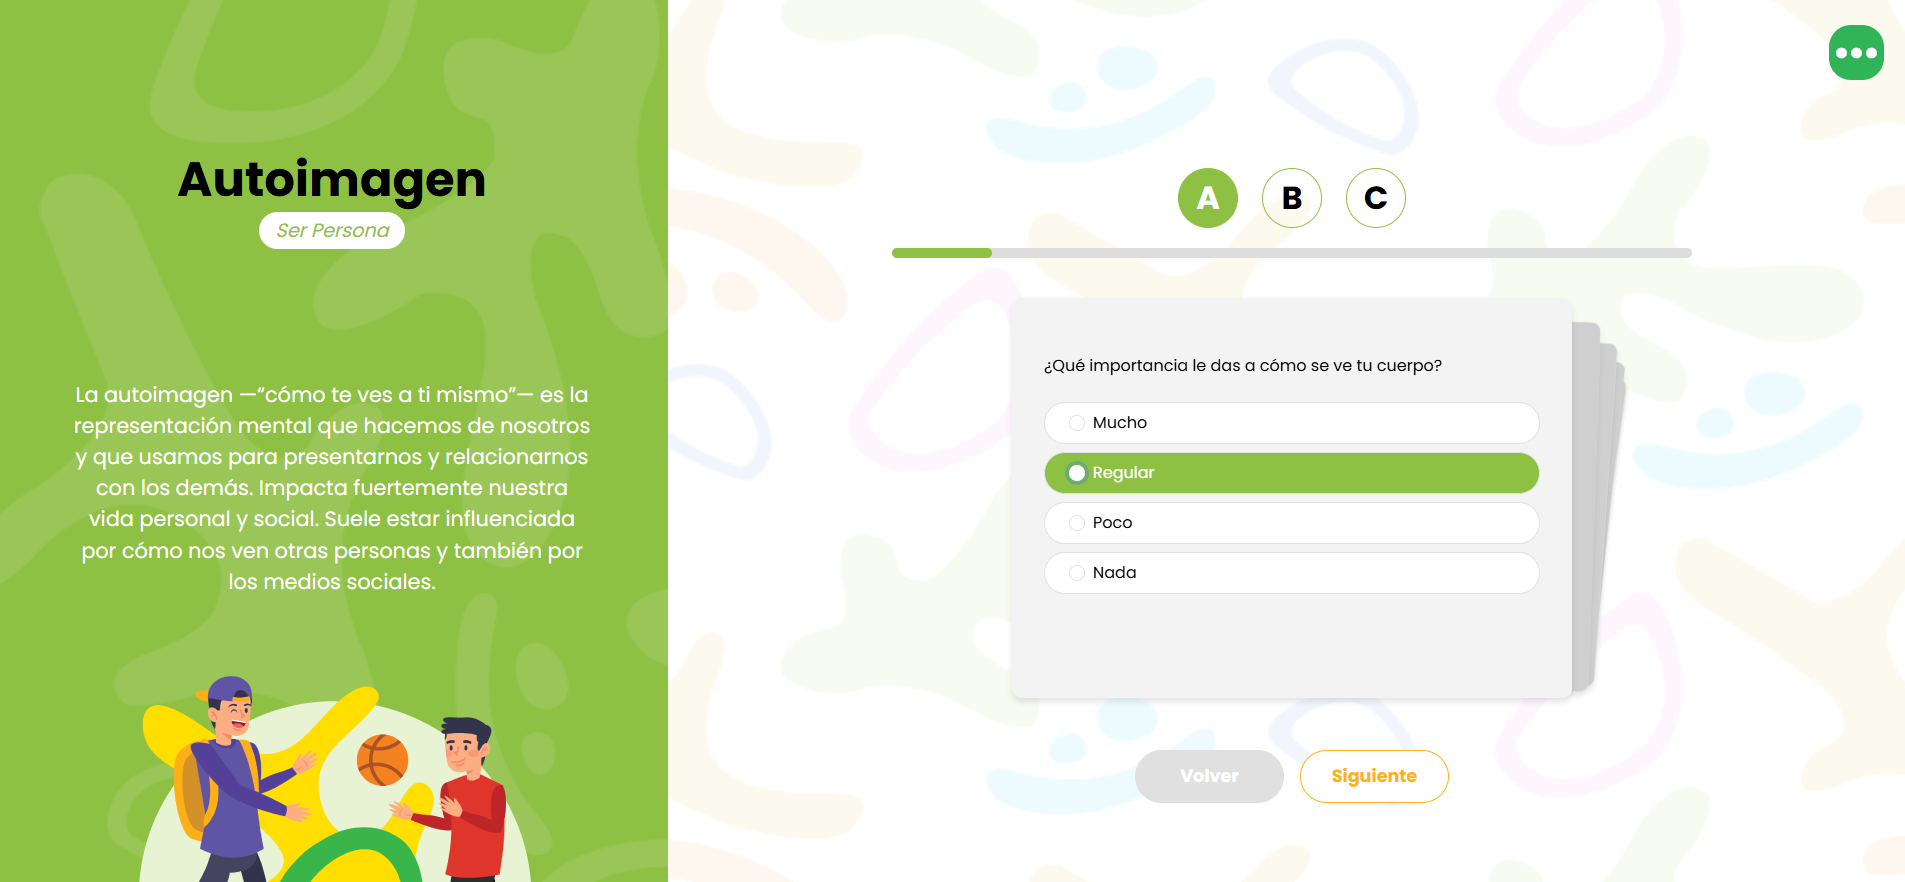 Autoimagen
Ser Persona
La autoimagen —“cómo te ves a ti mismo”— es la
representación mental que hacemos de nosotros
y que usamos para presentarnos y relacionarnos
con los demás. Impacta fuertemente nuestra
vida personal y social. Suele estar influenciada
por cómo nos ven otras personas y también por
los medios sociales.
A B C
¿Qué importancia le das a cómo se ve tu cuerpo?
Mucho
Regular
Poco
Nada
Volver Siguiente